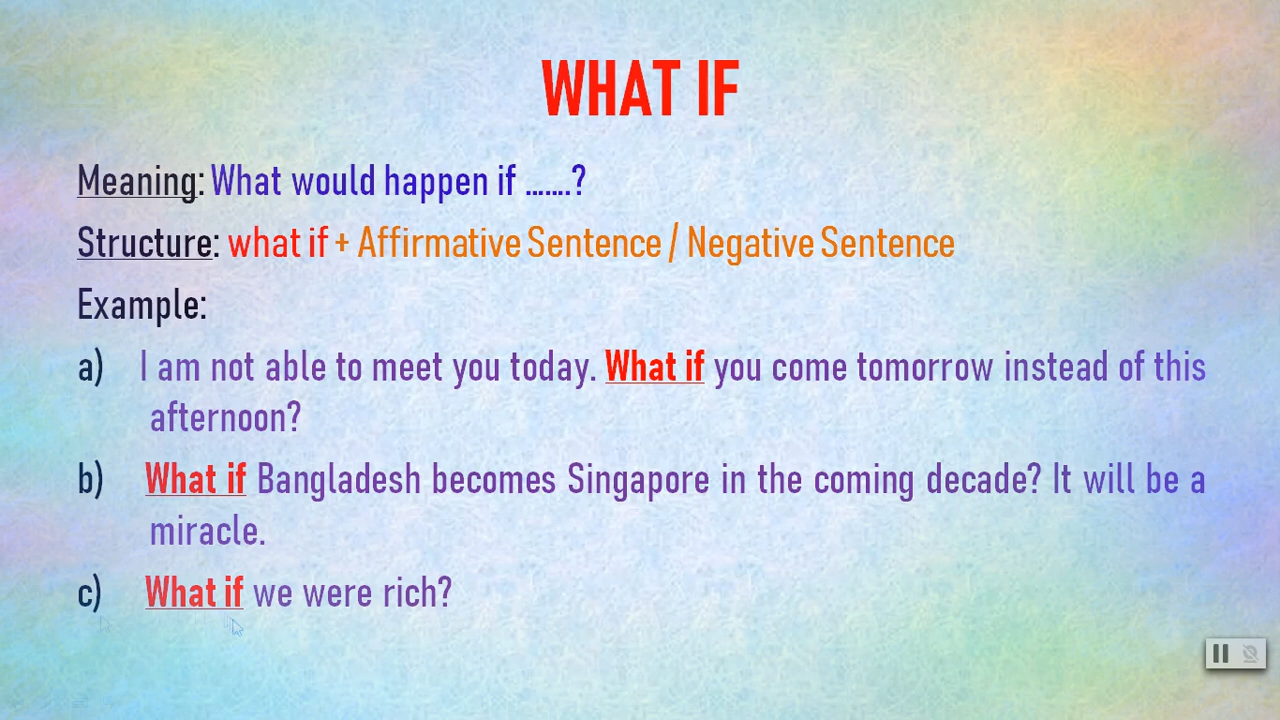 WHAT IF
Meaning: What would happen if .......?
Structure: what if + Affirmative Sentence / Negative Sentence
Example:
a) I am not able to meet you today. What if you come tomorrow instead of this
afternoon?
b) What if Bangladesh becomes Singapore in the coming decade? It will be a
miracle.
c) What if we were rich?